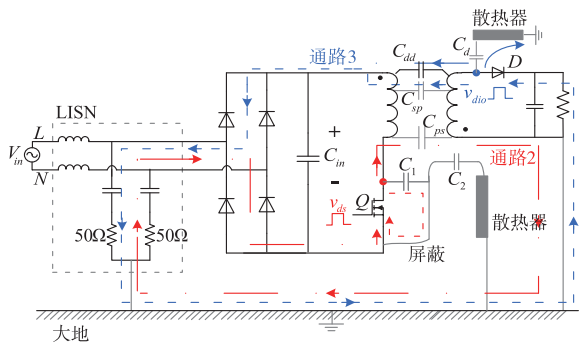 散热器
通路3
C_dd
C_d
D
v_dio
C_sp
LISN
L
V_in
N
C_in
+
-
C_ps
通路2
C_1
C_2
v_ds
Q
50Ω
50Ω
散热器
屏蔽
大地